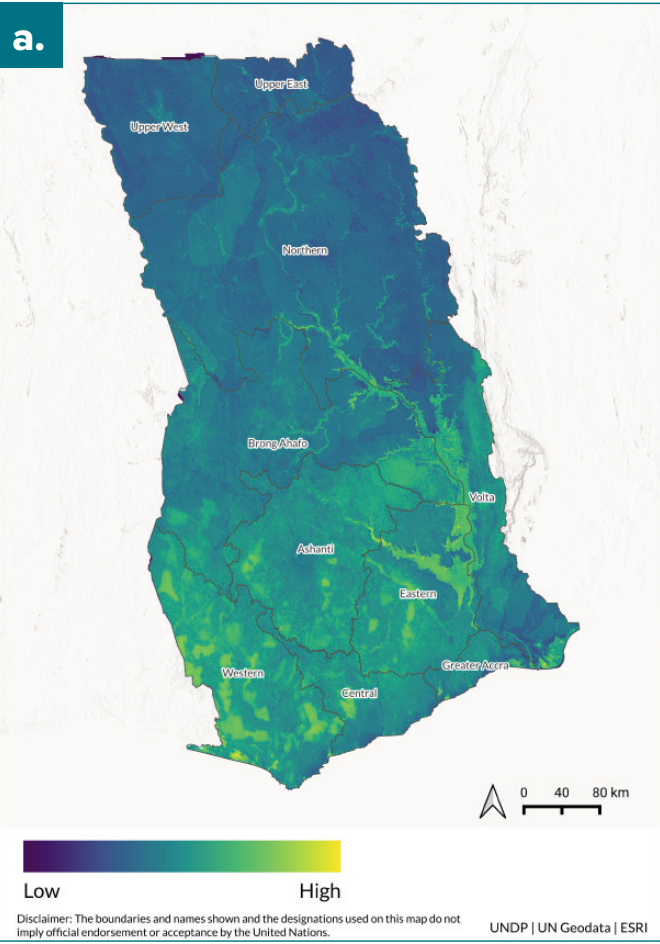 a.
Upper East
Upper West
Northern
Brong Ahafo
Volta
Ashanti
Eastern
Greater Accra
Western
Central
0 40 80 km
Low High
Disclaimer: The boundaries and names shown and the designations used on this map do not
imply official endorsement or acceptance by the United Nations.
UNDP | UN Geodata | ESRI